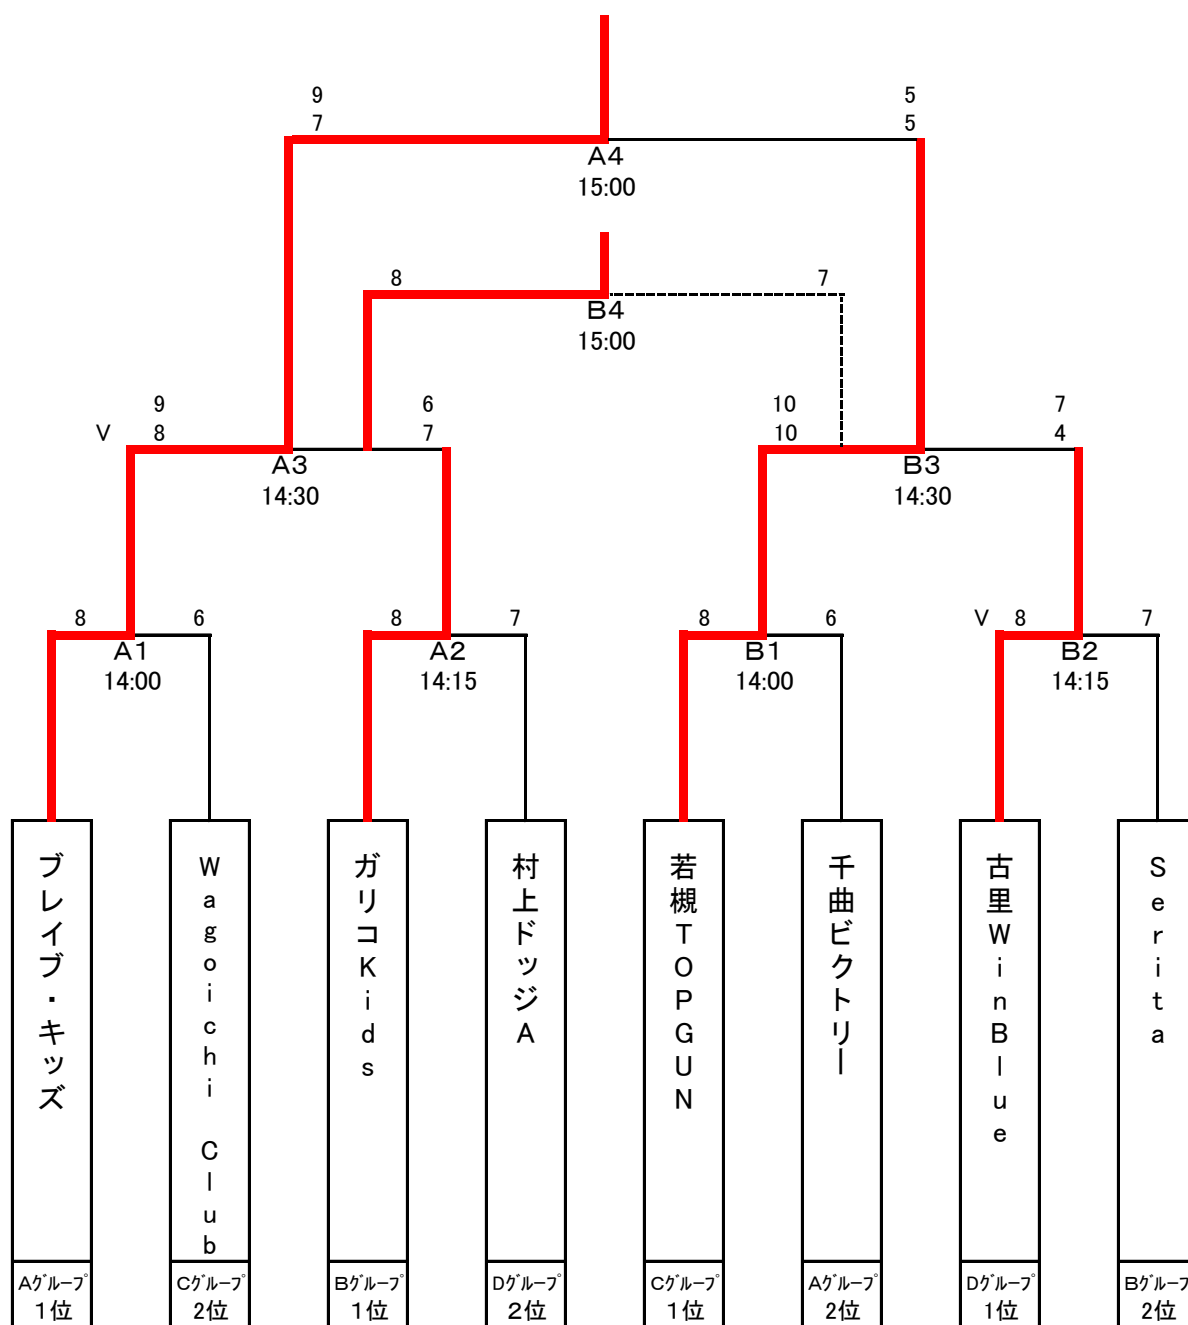 9 5
7 5
A4
15:00
8 7
B4
15:00
9 6 10 7
V 8 7 10 4
A3 B3
14:30 14:30
8 6 8 7 8 6 V 8 7
A1 A2 B1 B2
14:00 14:15 14:00 14:15
ブレイブ・キッズ
Wagoichi Club
ガリコKids
村上ドッジA
若槻TOPGUN
千曲ビクトリー
古里WinBlue
Serita
Aグループ Cグループ Bグループ Dグループ Cグループ Aグループ Dグループ Bグループ
1位 2位 1位 2位 1位 2位 1位 2位